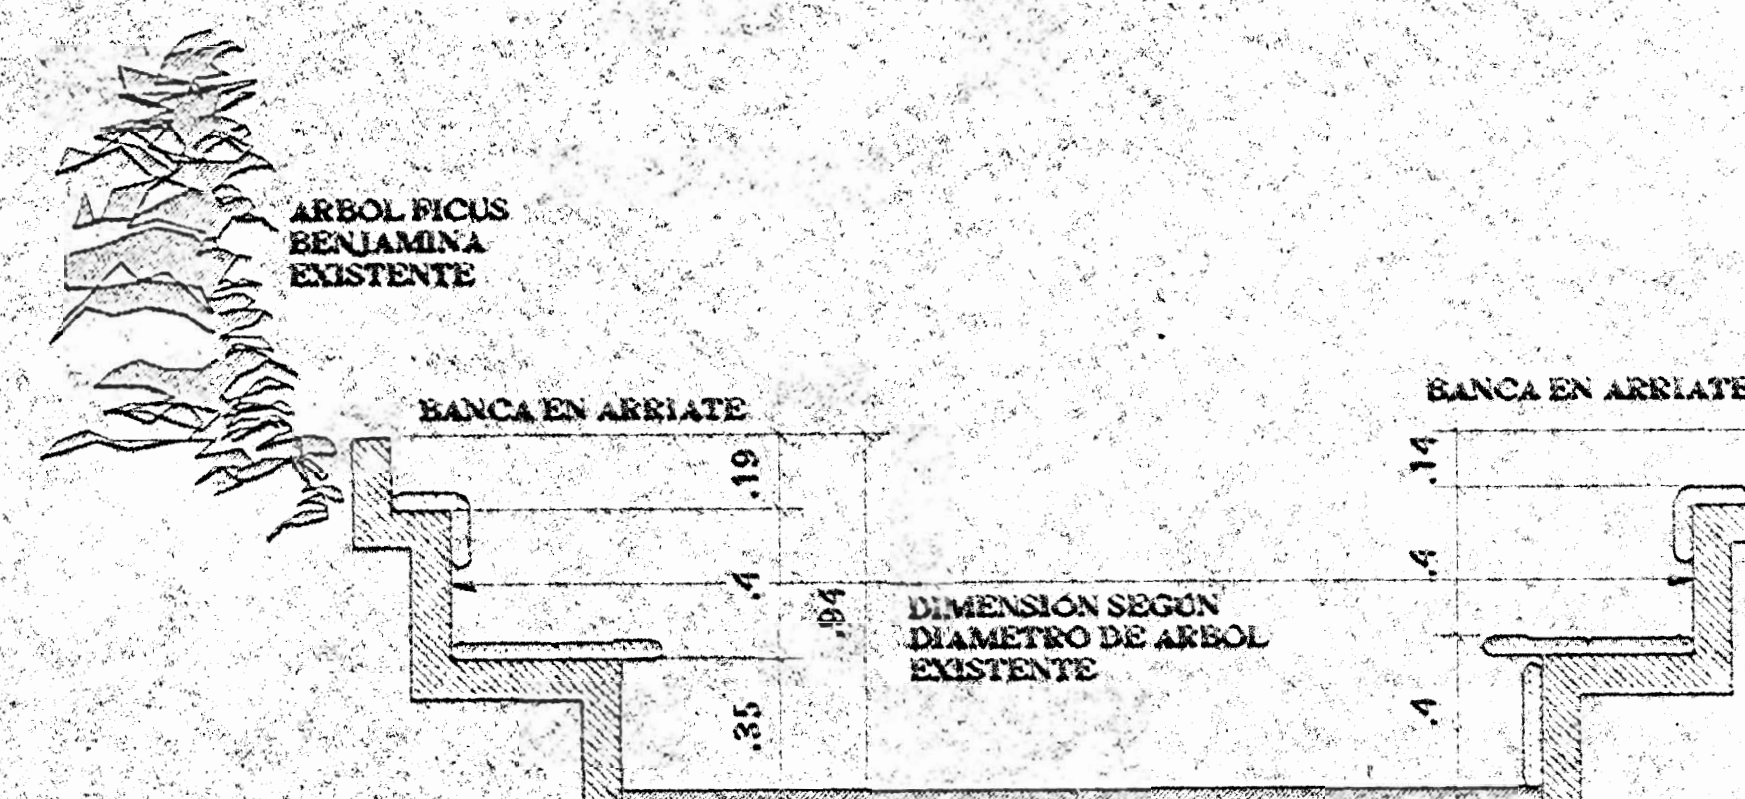 ARBOL FICUS
BENJAMINA
EXISTENTE
BANCA EN ARRIATE
BANCA EN ARRIATE
.19
.14
.4
.4
.94
DIMENSIÓN SEGÚN
DIAMETRO DE ARBOL
EXISTENTE
.35
.4